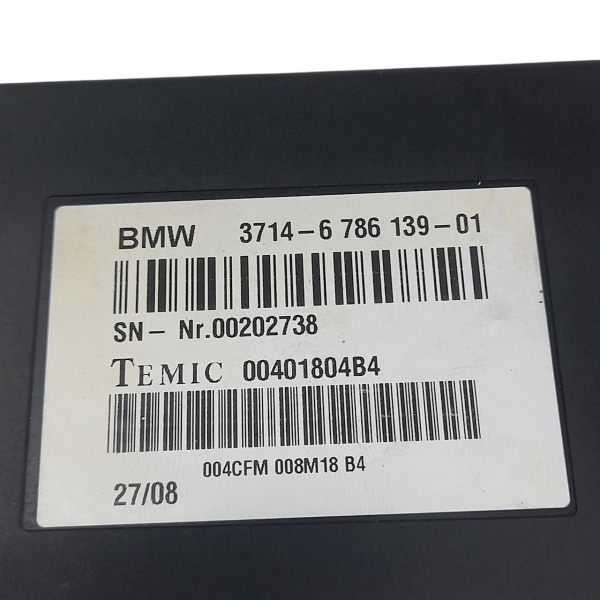 BMW 3714-6 786 139-01
SN- Nr.00202738
TEMIC 00401804B4
004CFM 008M18 B4
27/08